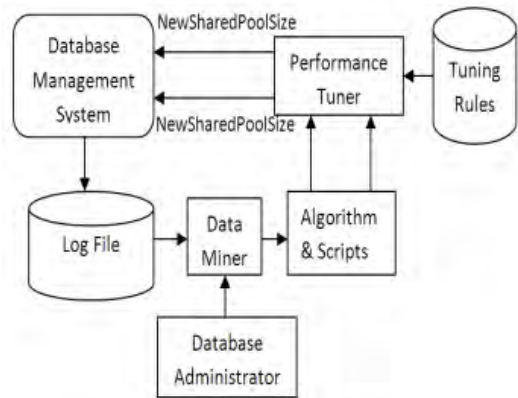 NewSharedPoolSize
Database
Management
System
Performance
Tuner
Tuning
Rules
NewSharedPoolSize
Log File
Data
Miner
Algorithm
& Scripts
Database
Administrator